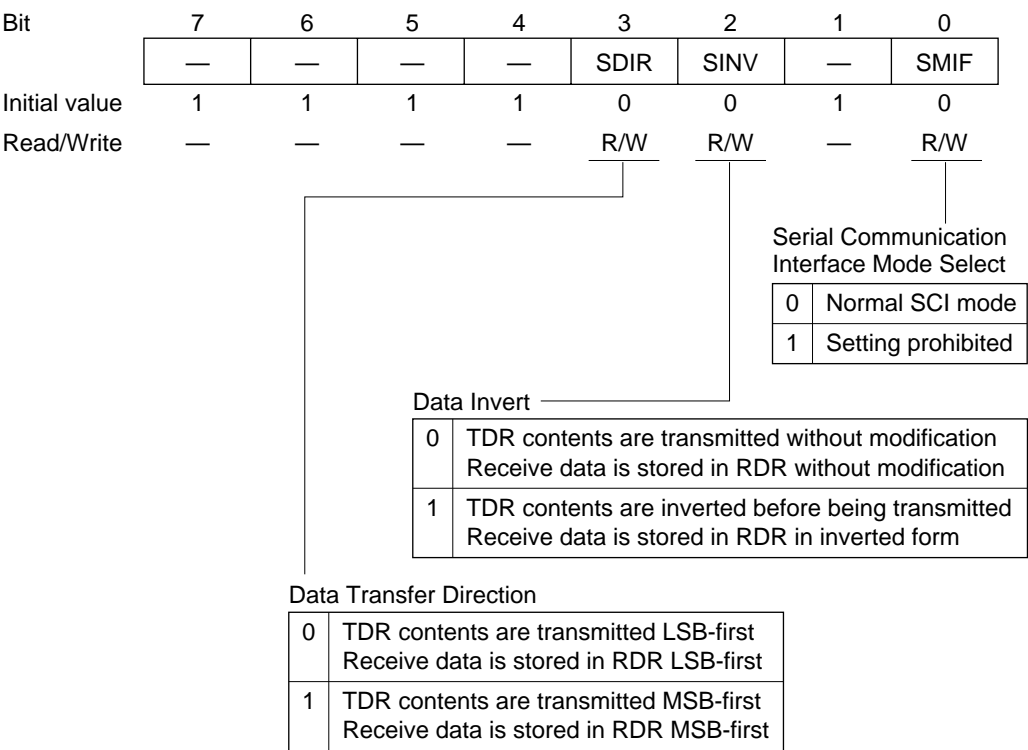 Bit 7 6 5 4 3 2 1 0
— — — — SDIR SINV — SMIF
Initial value 1 1 1 1 0 0 1 0
Read/Write — — — — R/W R/W — R/W
Serial Communication
Interface Mode Select
0 Normal SCI mode
1 Setting prohibited
Data Invert
0 TDR contents are transmitted without modification
Receive data is stored in RDR without modification
1 TDR contents are inverted before being transmitted
Receive data is stored in RDR in inverted form
Data Transfer Direction
0 TDR contents are transmitted LSB-first
Receive data is stored in RDR LSB-first
1 TDR contents are transmitted MSB-first
Receive data is stored in RDR MSB-first